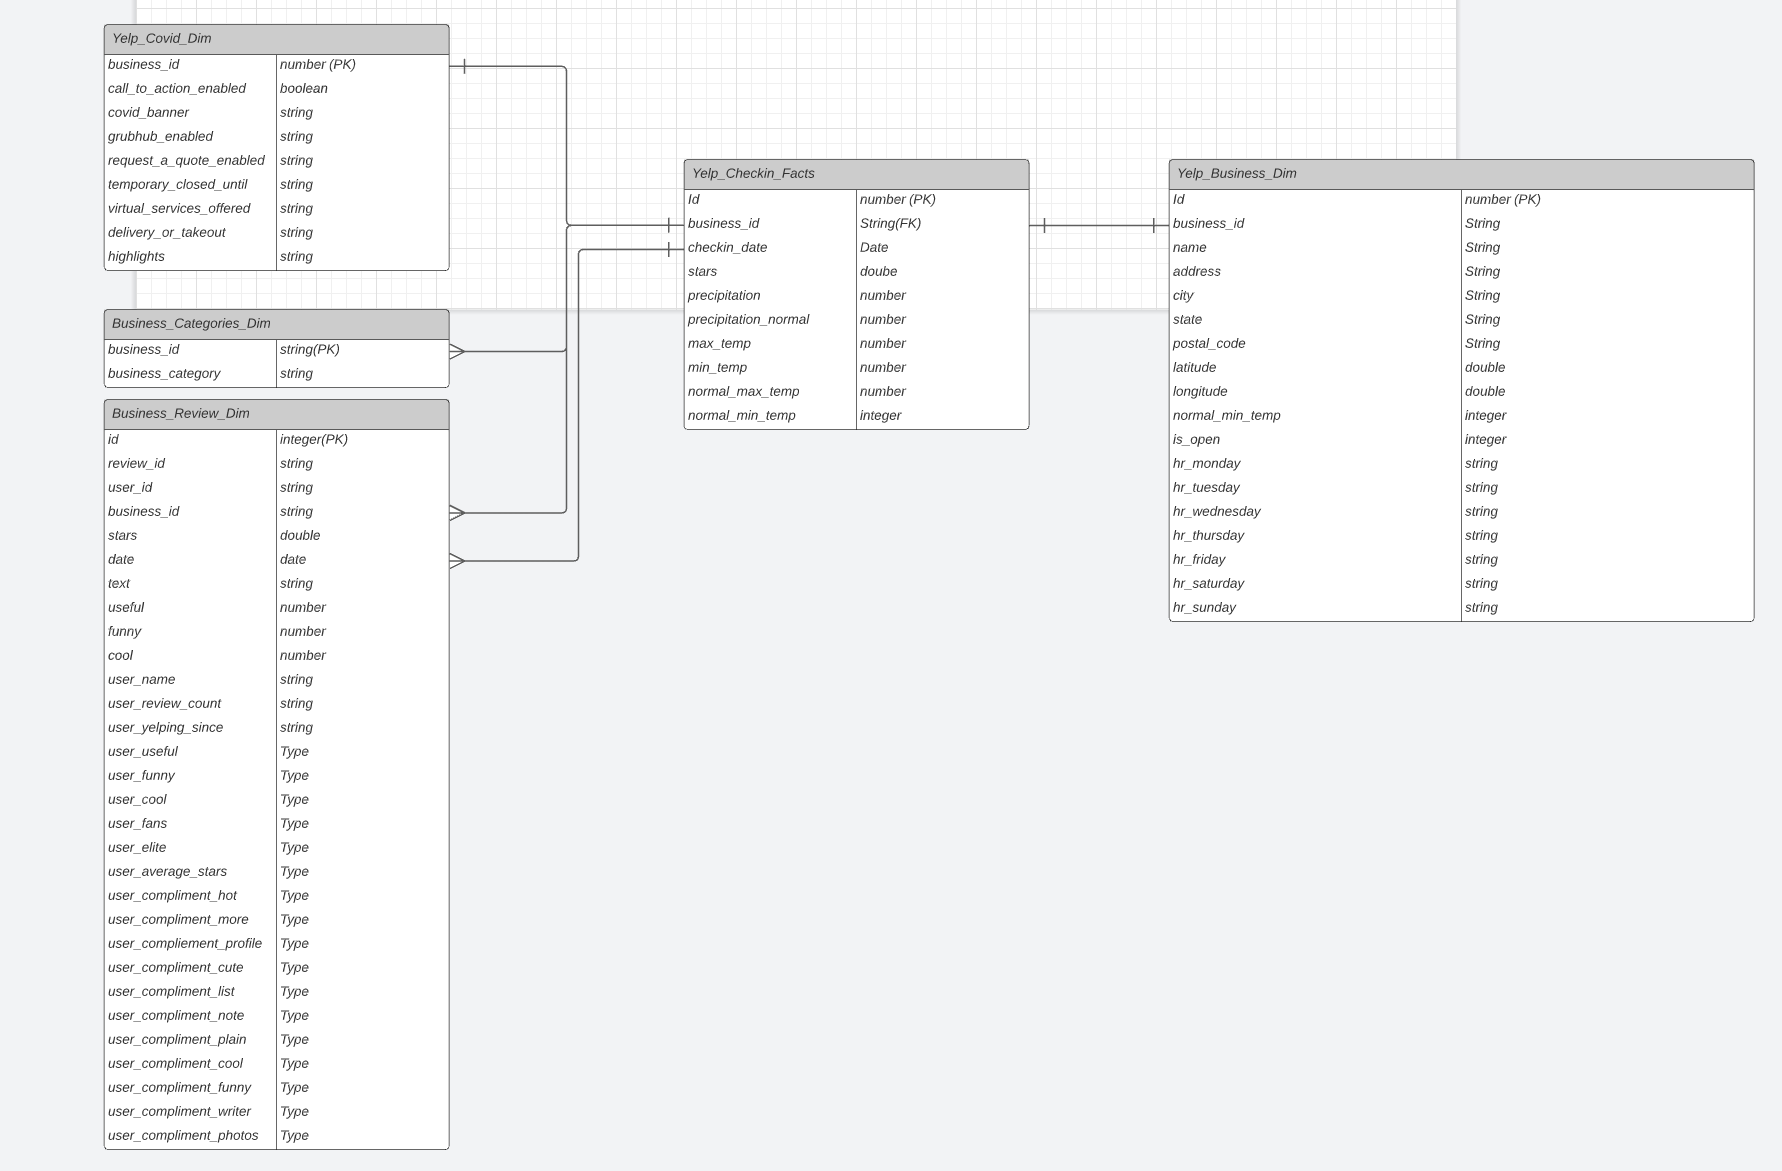 Yelp_Covid_Dim
business_id number (PK)
call_to_action_enabled boolean
covid_banner string
grubhub_enabled string
request_a_quote_enabled string
temporary_closed_until string
virtual_services_offered string
delivery_or_takeout string
highlights string
Business_Categories_Dim
business_id string(PK)
business_category string
Business_Review_Dim
id integer(PK)
review_id string
user_id string
business_id string
stars double
date date
text string
useful number
funny number
cool number
user_name string
user_review_count string
user_yelping_since string
user_useful Type
user_funny Type
user_cool Type
user_fans Type
user_elite Type
user_average_stars Type
user_compliment_hot Type
user_compliment_more Type
user_compliement_profile Type
user_compliment_cute Type
user_compliment_list Type
user_compliment_note Type
user_compliment_plain Type
user_compliment_cool Type
user_compliment_funny Type
user_compliment_writer Type
user_compliment_photos Type
Yelp_Checkin_Facts
Id number (PK)
business_id String(FK)
checkin_date Date
stars doube
precipitation number
precipitation_normal number
max_temp number
min_temp number
normal_max_temp number
normal_min_temp integer
Yelp_Business_Dim
Id number (PK)
business_id String
name String
address String
city String
state String
postal_code String
latitude double
longitude double
normal_min_temp integer
is_open integer
hr_monday string
hr_tuesday string
hr_wednesday string
hr_thursday string
hr_friday string
hr_saturday string
hr_sunday string